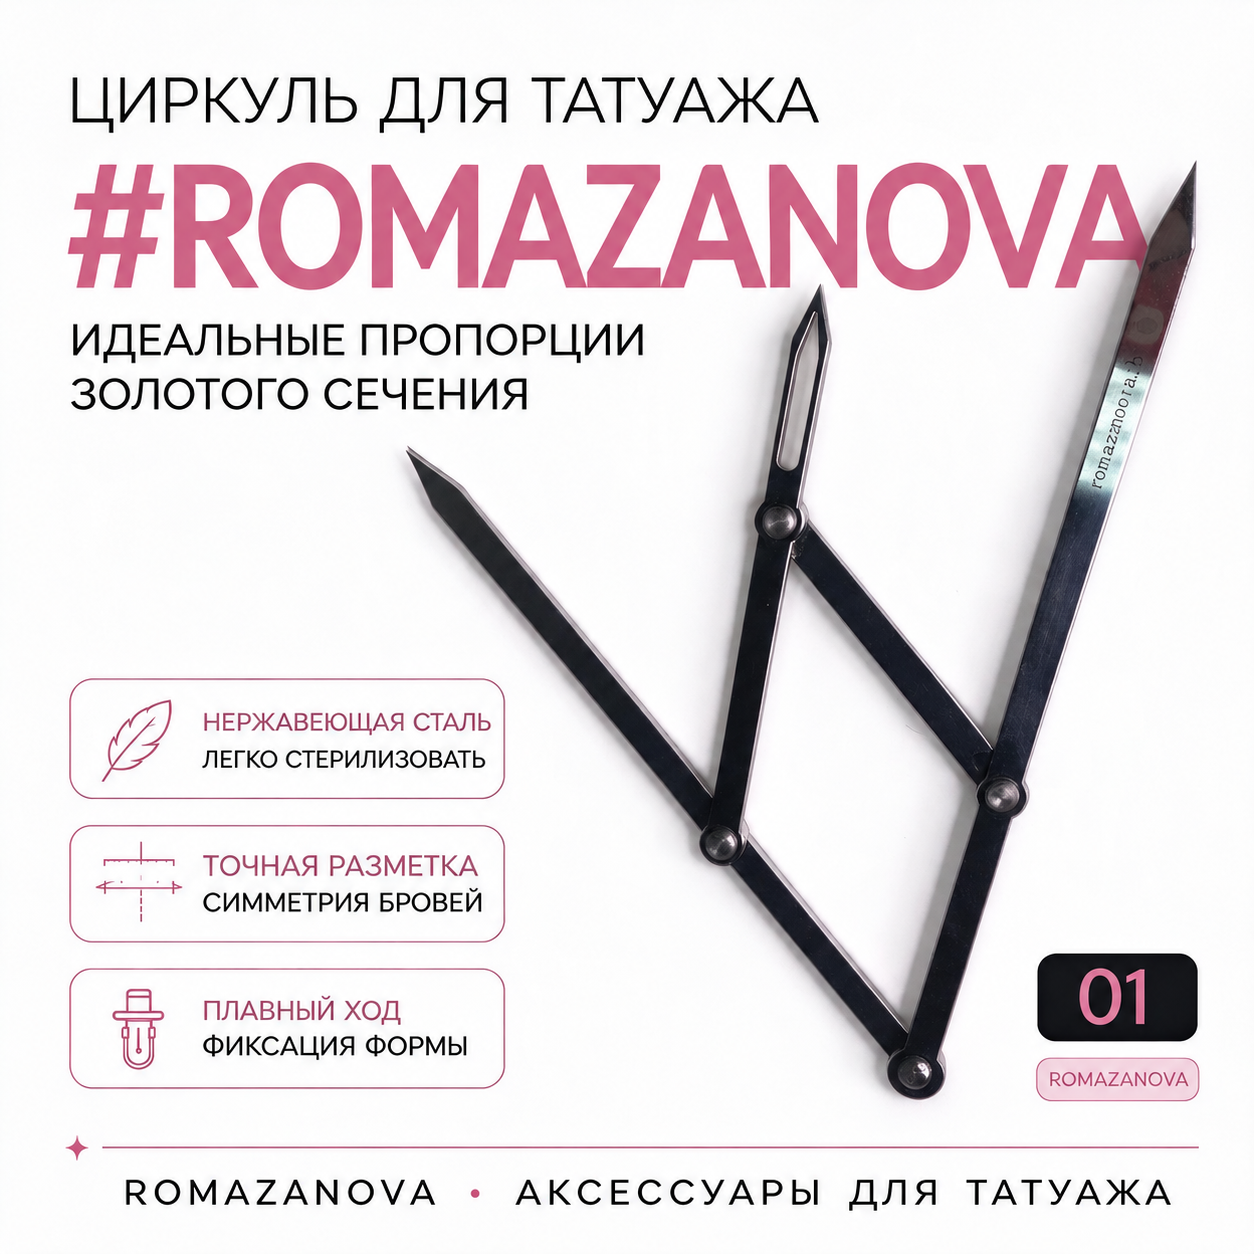 ЦИРКУЛЬ ДЛЯ ТАТУАЖА
#ROMAZANOVA
ИДЕАЛЬНЫЕ ПРОПОРЦИИ
ЗОЛОТОГО СЕЧЕНИЯ
НЕРЖАВЕЮЩАЯ СТАЛЬ
ЛЕГКО СТЕРИЛИЗОВАТЬ
ТОЧНАЯ РАЗМЕТКА
СИММЕТРИЯ БРОВЕЙ
ПЛАВНЫЙ ХОД
ФИКСАЦИЯ ФОРМЫ
01
ROMAZANOVA
ROMAZANOVA • АКСЕССУАРЫ ДЛЯ ТАТУАЖА